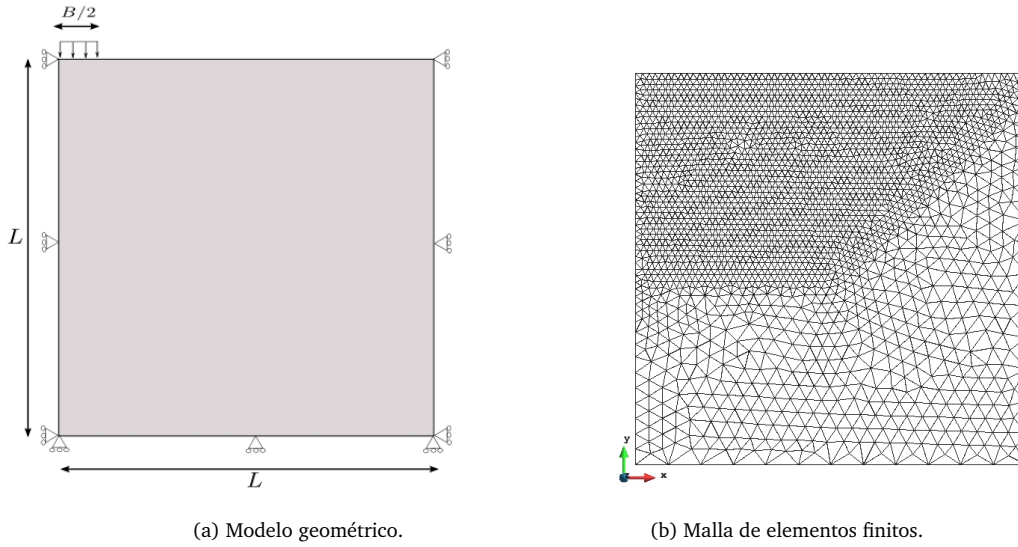 B/2
L
L
y
z
x
(a) Modelo geométrico.
(b) Malla de elementos finitos.